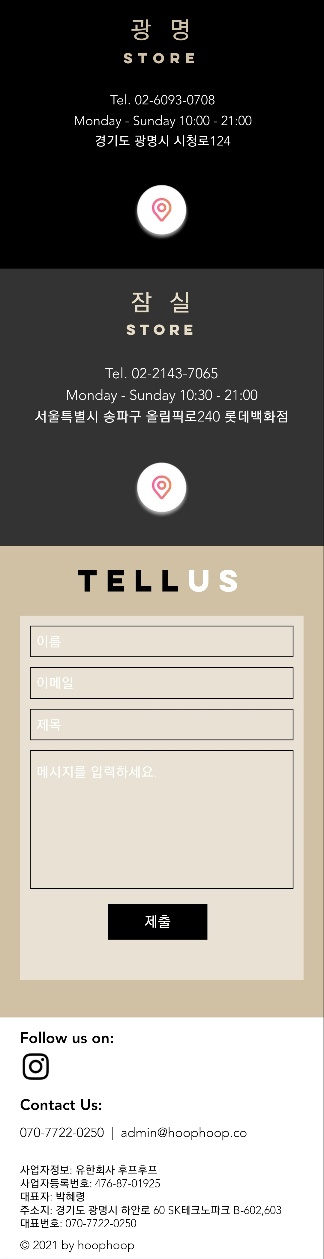 광 명
STORE
Tel. 02-6093-0708
Monday - Sunday 10:00 - 21:00
경기도 광명시 시청로124
잠 실
STORE
Tel. 02-2143-7065
Monday - Sunday 10:30 - 21:00
서울특별시 송파구 올림픽로240 롯데백화점
TELLUS
이름
이메일
제목
메시지를 입력하세요.
제출
Follow us on:
Contact Us:
070-7722-0250 | admin@hoophoop.co
사업자정보: 유한회사 후프후프
사업자등록번호: 476-87-01925
대표자: 박혜령
주소지: 경기도 광명시 하안로 60 SK테크노파크 B-602,603
대표번호: 070-7722-0250
© 2021 by hoophoop